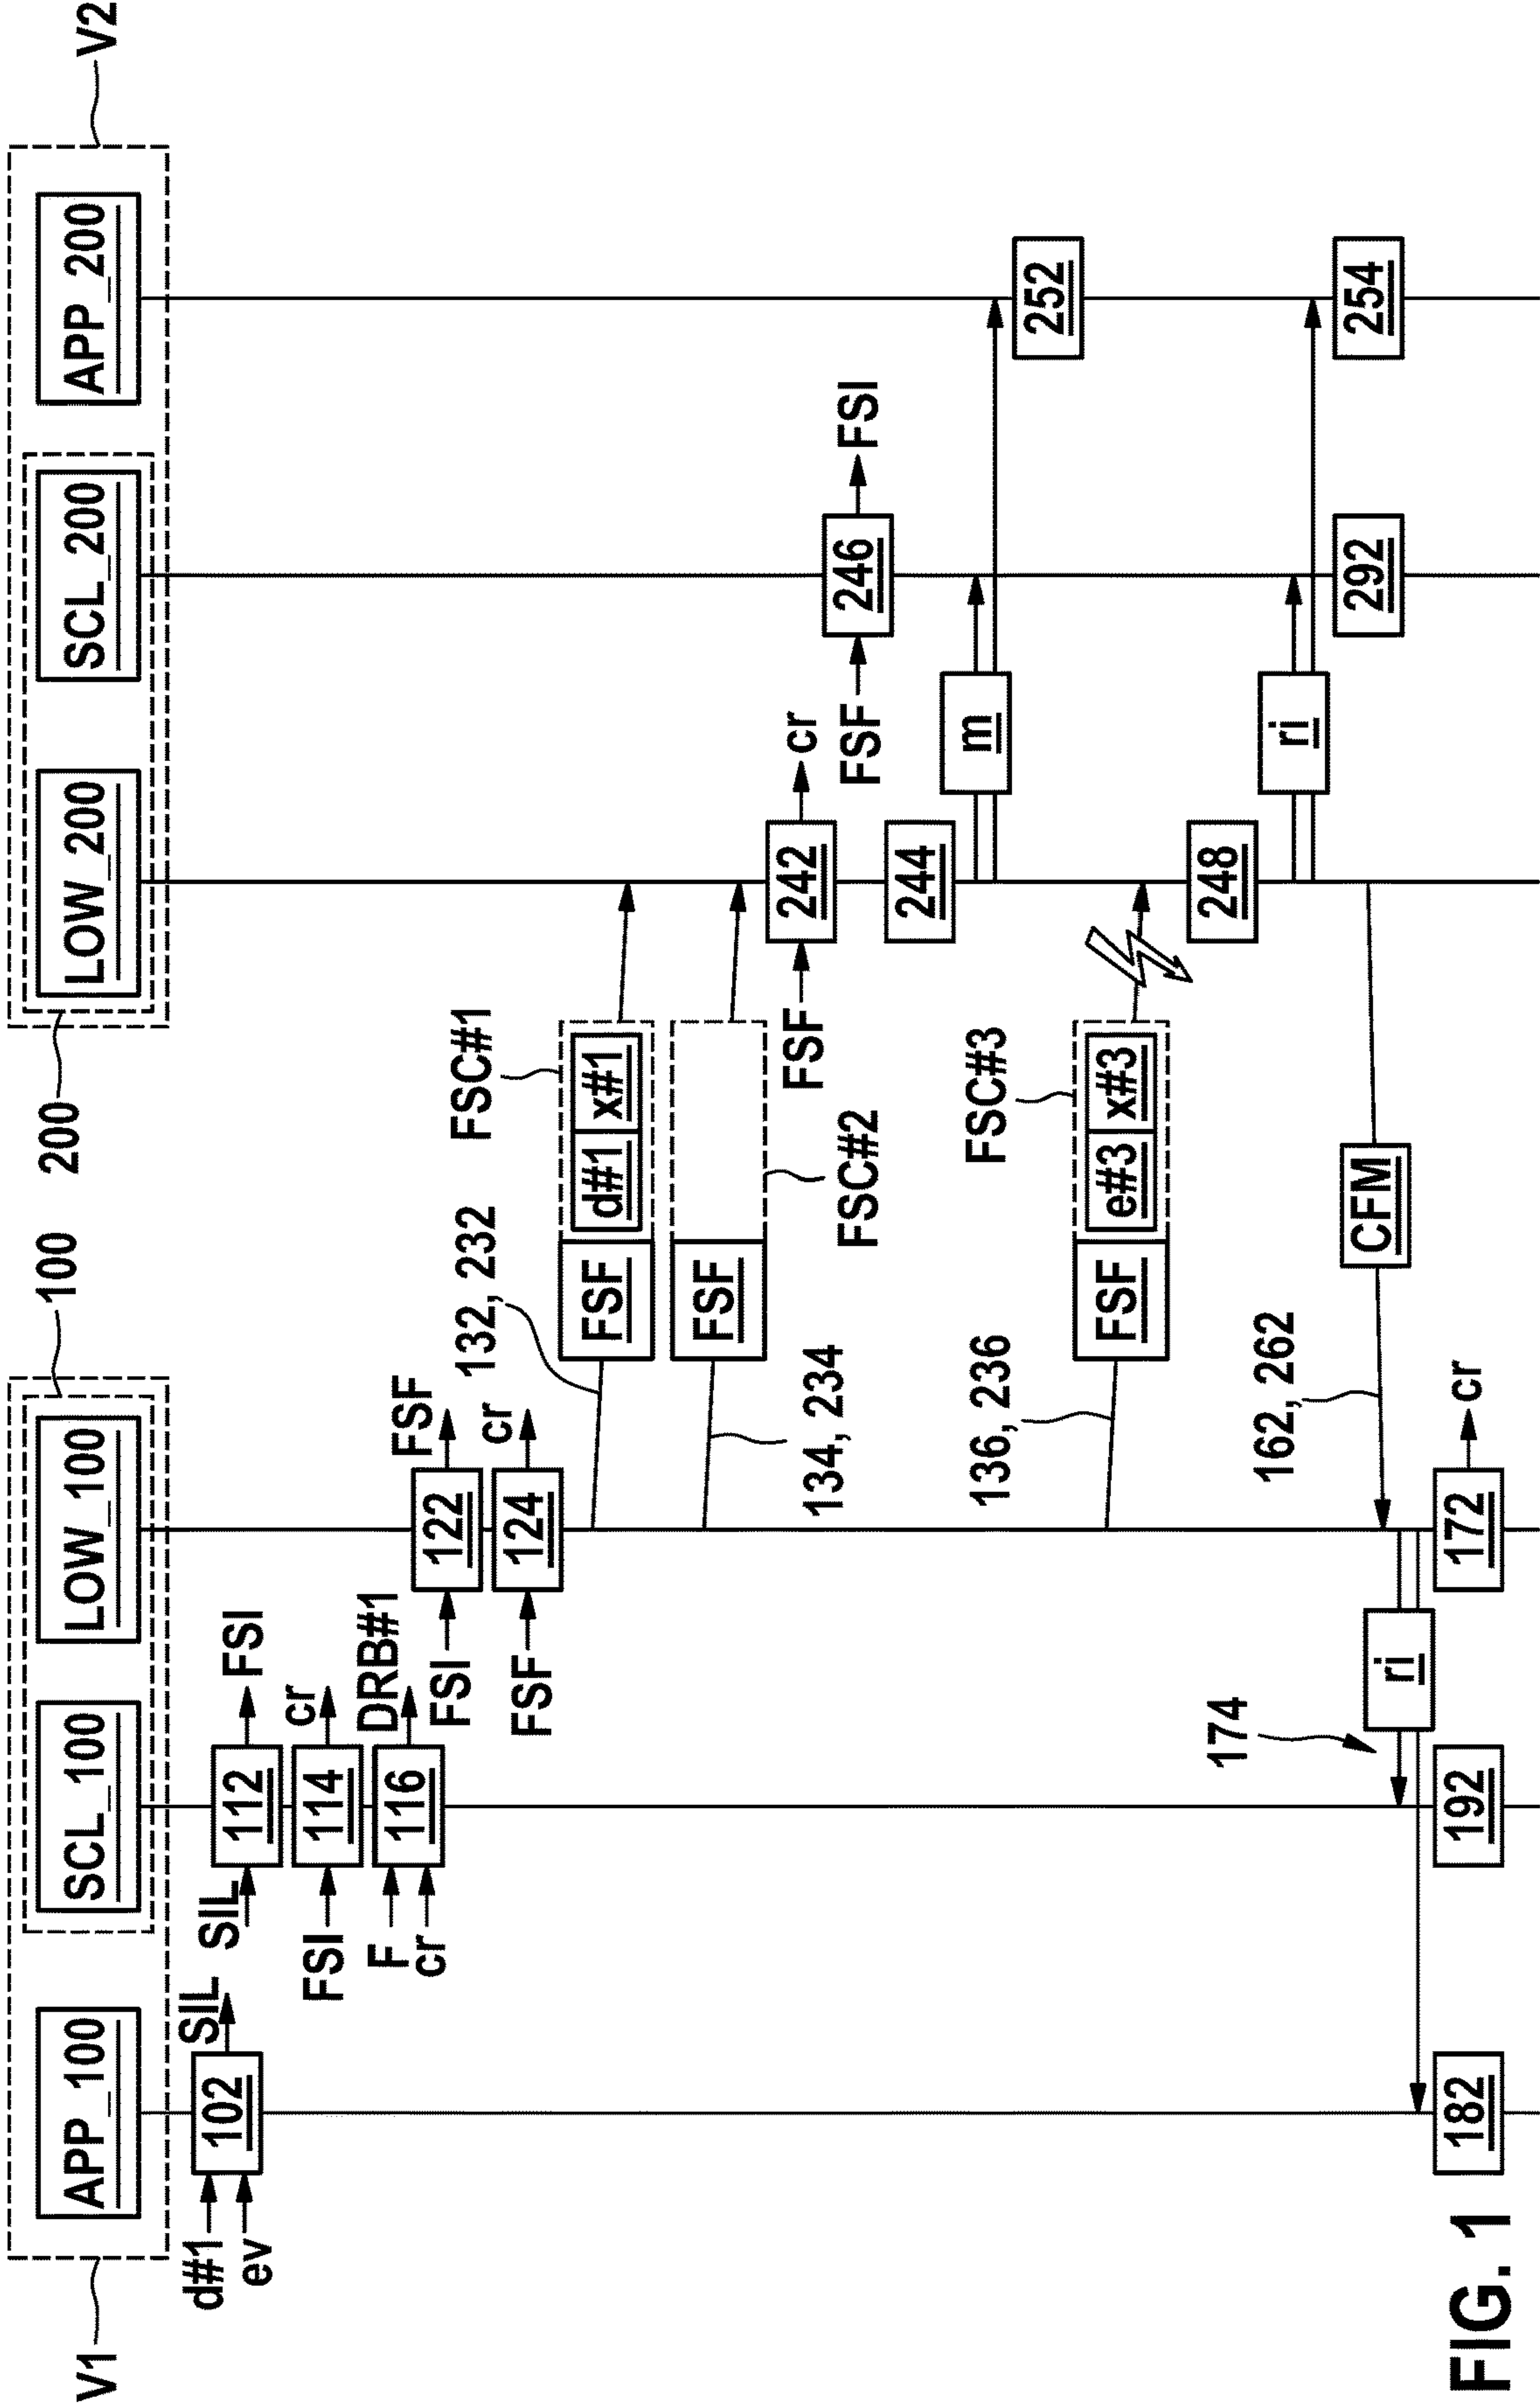 V1
V2
100
200
APP_100
SCL_100
LOW_100
LOW_200
SCL_200
APP_200
d#1
ev
102
SIL
SIL
112
FSI
FSI
114
cr
F
cr
116
DRB#1
FSI
122
FSF
FSF
124
cr
132, 232
FSF
d#1
x#1
FSC#1
134, 234
FSF
FSC#2
FSF
242
cr
FSF
246
FSI
244
m
252
136, 236
FSF
e#3
x#3
FSC#3
248
ri
292
254
162, 262
CFM
174
ri
172
cr
192
182
FIG. 1